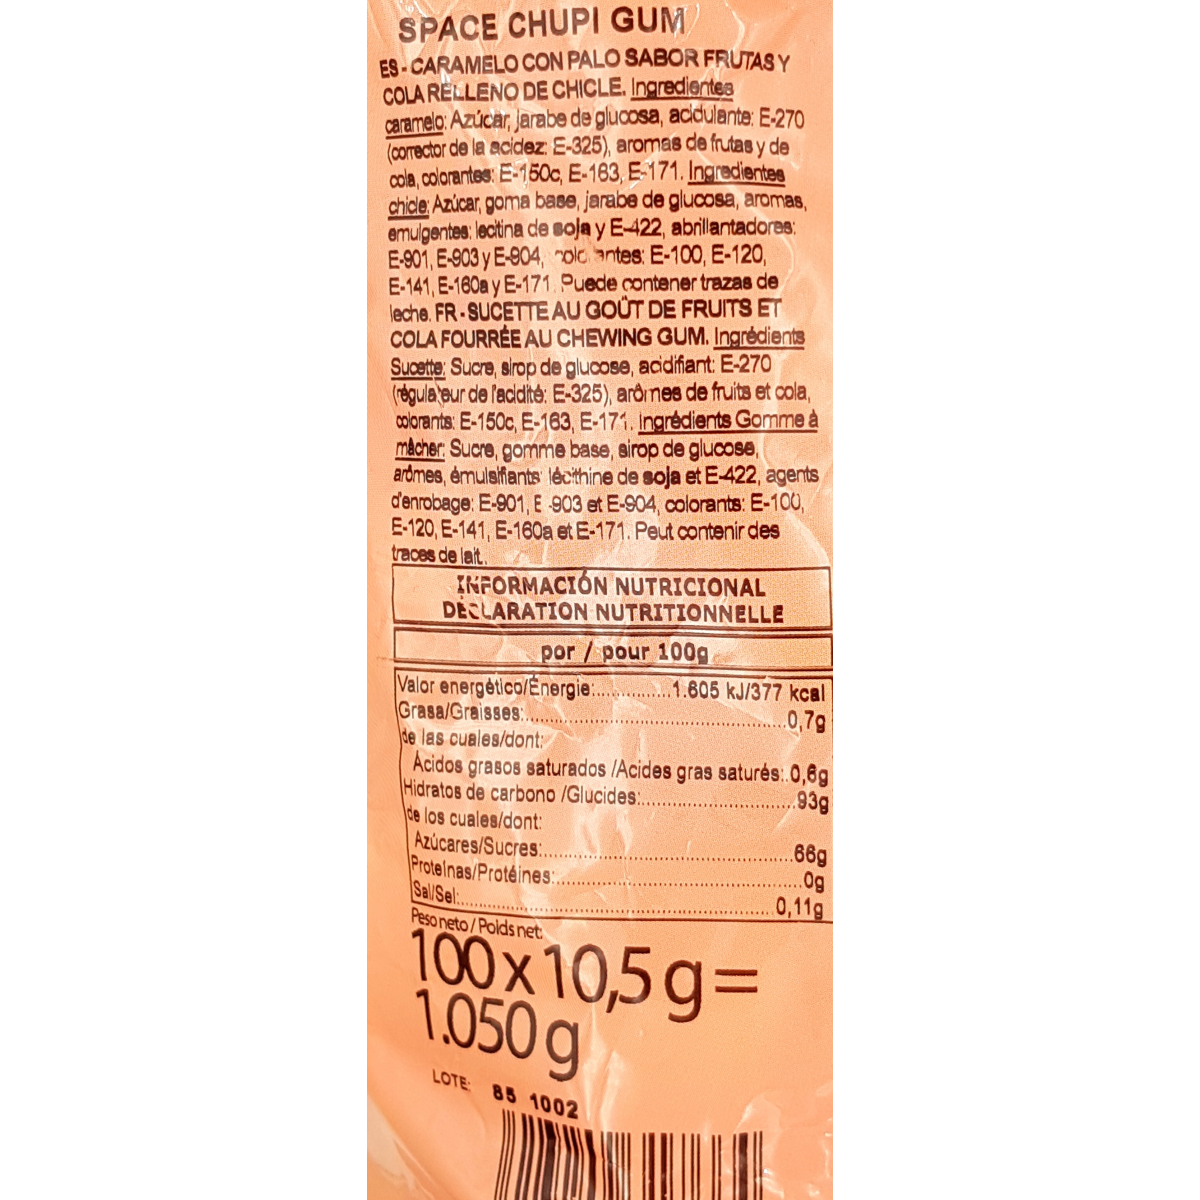 SPACE CHUPI GUM
ES - CARAMELO CON PALO SABOR FRUTAS Y
COLA RELLENO DE CHICLE. Ingredientes
caramelo: Azúcar, jarabe de glucosa, acidulante: E-270
(corrector de la acidez: E-325), aromas de frutas y de
cola, colorantes: E-150c, E-163, E-171. Ingredientes
chicle: Azúcar, goma base, jarabe de glucosa, aromas,
emulgentes: lecitina de soja y E-422, abrillantadores:
E-901, E-903 y E-904, colorantes: E-100, E-120,
E-141, E-160a y E-171. Puede contener trazas de
leche. FR - SUCETTE AU GOÛT DE FRUITS ET
COLA FOURRÉE AU CHEWING GUM. Ingrédients
Sucette: Sucre, sirop de glucose, acidifiant: E-270
(régulateur de l'acidité: E-325), arômes de fruits et cola,
colorants: E-150c, E-163, E-171. Ingrédients Gomme à
mâcher: Sucre, gomme base, sirop de glucose,
arômes, émulsifiants: lécithine de soja et E-422, agents
d'enrobage: E-901, E-903 et E-904, colorants: E-100,
E-120, E-141, E-160a et E-171. Peut contenir des
traces de lait.
INFORMACIÓN NUTRICIONAL
DÉCLARATION NUTRITIONNELLE
por / pour 100g
Valor energético/Énergie:..............1.605 kJ/377 kcal
Grasa/Graisses:..............0,7g
de las cuales/dont:
Ácidos grasos saturados /Acides gras saturés:.0,6g
Hidratos de carbono /Glucides:..............93g
de los cuales/dont:
Azúcares/Sucres:..............66g
Proteínas/Protéines:..............0g
Sal/Sel:..............0,11g
Peso neto / Poids net:
100 x 10,5 g =
1.050 g
LOTE: 85 1002